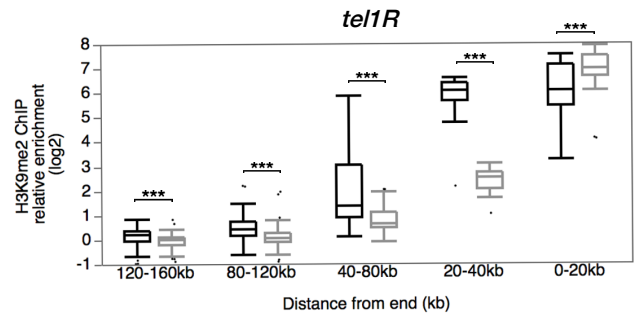 tel1R
H3K9me2 ChIP
relative enrichment
(log2)
8
7
6
5
4
3
2
1
0
-1
***
***
***
***
***
120-160kb
80-120kb
40-80kb
20-40kb
0-20kb
Distance from end (kb)